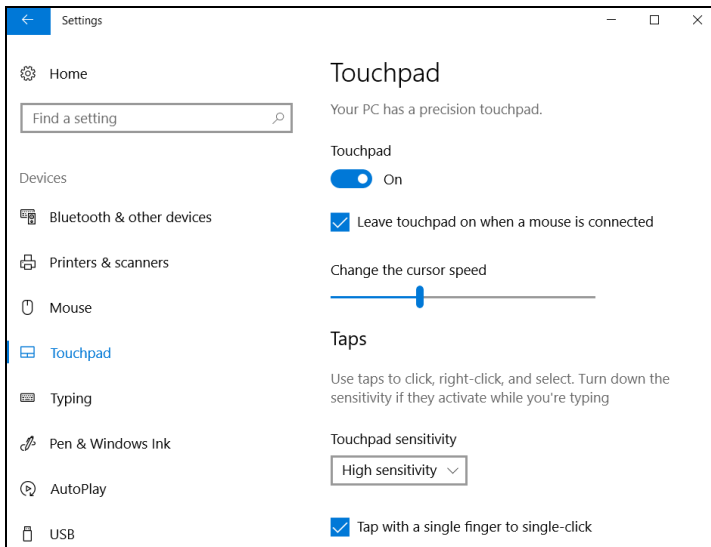 Settings
Home
Find a setting
Devices
Bluetooth & other devices
Printers & scanners
Mouse
Touchpad
Typing
Pen & Windows Ink
AutoPlay
USB
Touchpad
Your PC has a precision touchpad.
Touchpad
On
Leave touchpad on when a mouse is connected
Change the cursor speed
Taps
Use taps to click, right-click, and select. Turn down the
sensitivity if they activate while you're typing
Touchpad sensitivity
High sensitivity
Tap with a single finger to single-click